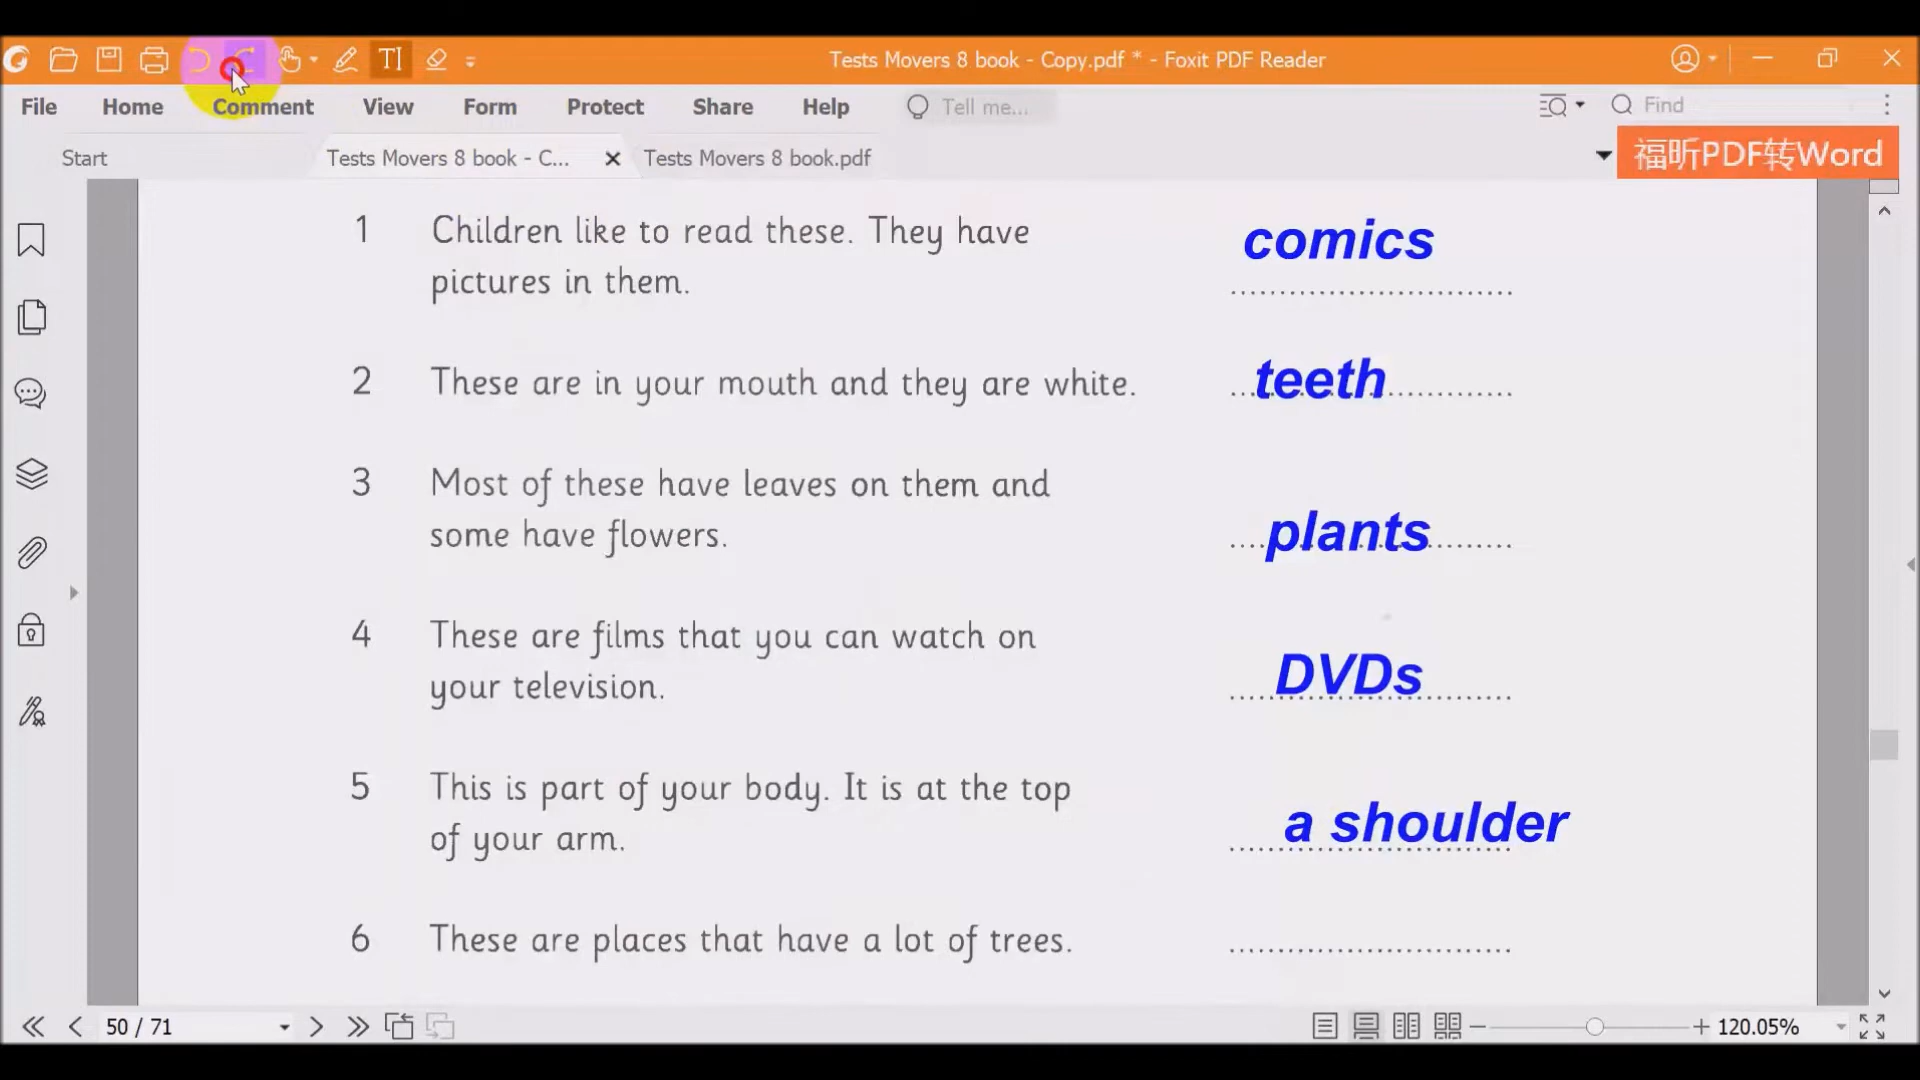 Tests Movers 8 book - Copy.pdf * - Foxit PDF Reader
File Home Comment View Form Protect Share Help Tell me... Find
Start Tests Movers 8 book - C... Tests Movers 8 book.pdf 福昕PDF转Word
1 Children like to read these. They have comics
pictures in them.
2 These are in your mouth and they are white. teeth
3 Most of these have leaves on them and
some have flowers. plants
4 These are films that you can watch on
your television. DVDs
5 This is part of your body. It is at the top
of your arm. a shoulder
6 These are places that have a lot of trees.
50 / 71 120.05%